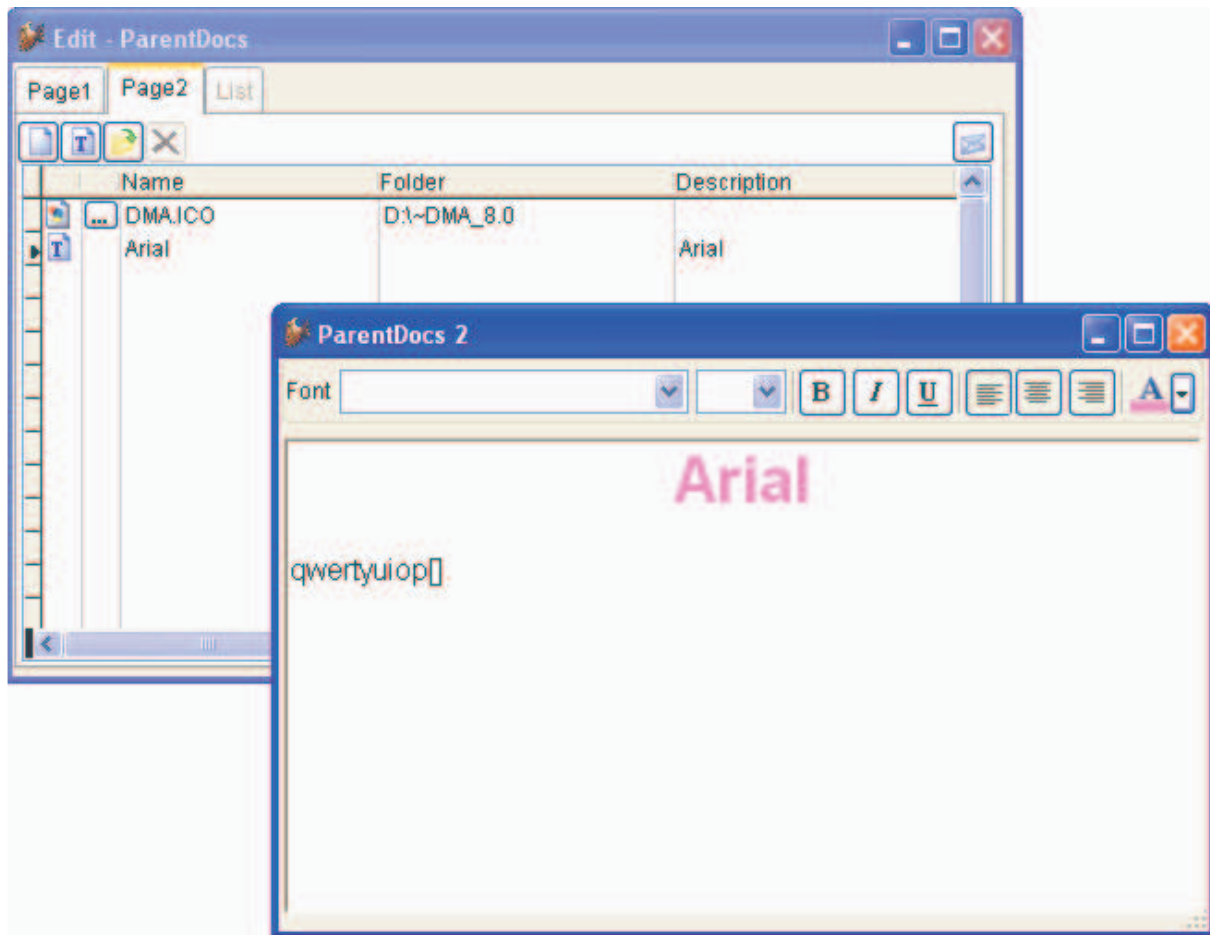 Edit - ParentDocs
Page1 Page2 List
T
Name Folder Description
... DMA.ICO D:\~DMA_8.0
T Arial Arial
ParentDocs 2
Font B I U A
Arial
qwertyuiop[]